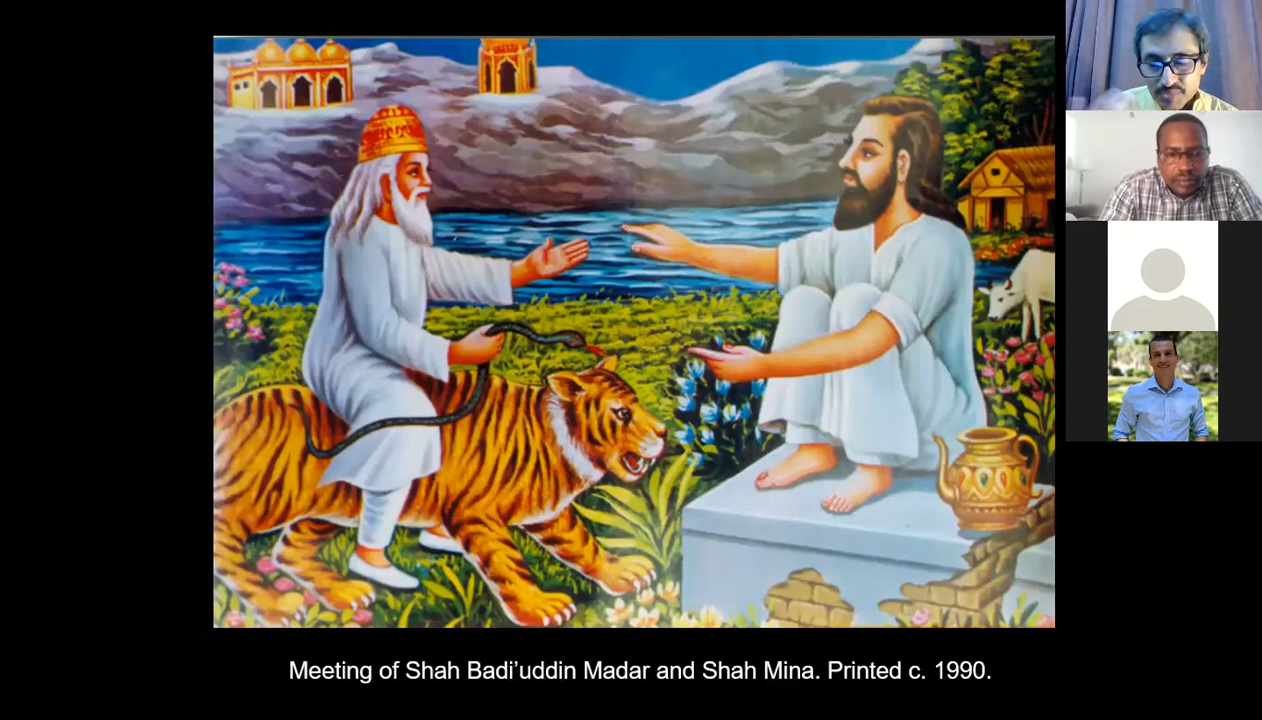 Meeting of Shah Badi’uddin Madar and Shah Mina. Printed c. 1990.